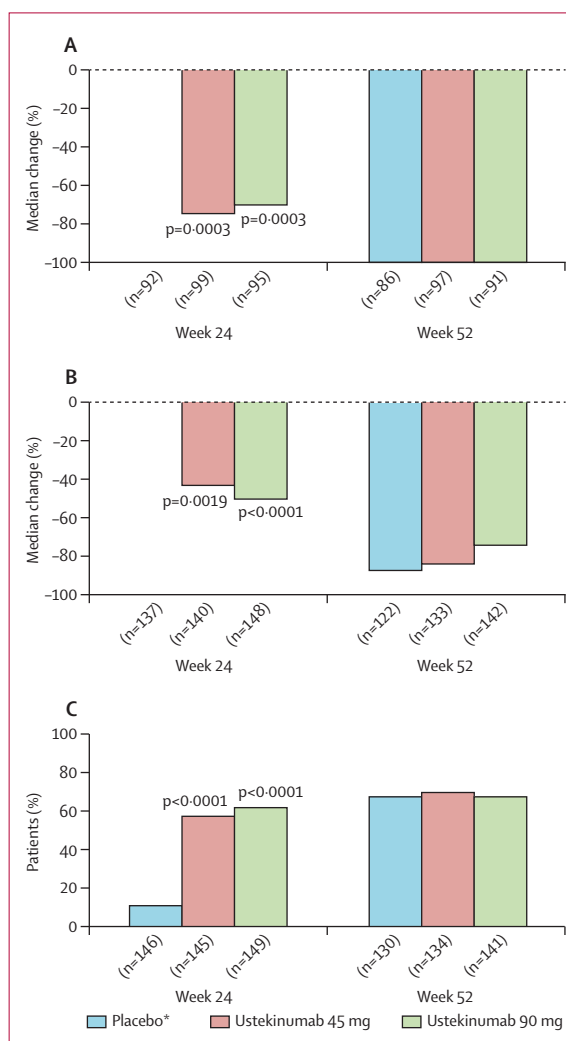 A
Median change (%)
0
–20
–40
–60
–80
–100
p=0·0003
p=0·0003
(n=92)
(n=99)
(n=95)
(n=86)
(n=97)
(n=91)
Week 24
Week 52
B
Median change (%)
0
–20
–40
–60
–80
–100
p=0·0019
p<0·0001
(n=137)
(n=140)
(n=148)
(n=122)
(n=133)
(n=142)
Week 24
Week 52
C
Patients (%)
100
80
60
40
20
0
p<0·0001
p<0·0001
(n=146)
(n=145)
(n=149)
(n=130)
(n=134)
(n=141)
Week 24
Week 52
Placebo*
Ustekinumab 45 mg
Ustekinumab 90 mg